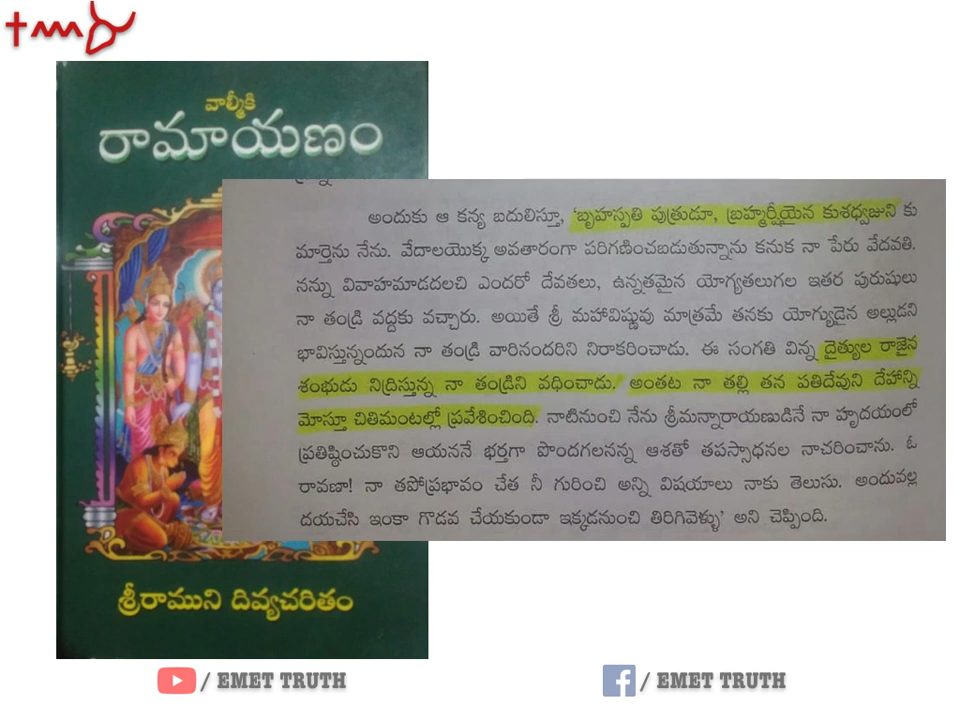 వాల్మీకి
రామాయణం
అందుకు ఆ కన్య బదులిస్తూ, 'బృహస్పతి పుత్రుడూ, బ్రహ్మర్షీయైన కుశధ్వజుని కు
మార్తెను నేను. వేదాలయొక్క అవతారంగా పరిగణించబడుతున్నాను కనుక నా పేరు వేదవతి.
నన్ను వివాహమాడదలచి ఎందరో దేవతలు, ఉన్నతమైన యోగ్యతలుగల ఇతర పురుషులు
నా తండ్రి వద్దకు వచ్చారు. అయితే శ్రీ మహావిష్ణువు మాత్రమే తనకు యోగ్యుడైన అల్లుడని
భావిస్తున్నందున నా తండ్రి వారినందరిని నిరాకరించాడు. ఈ సంగతి విన్న దైత్యుల రాజైన
శంభుడు నిద్రిస్తున్న నా తండ్రిని వధించాడు. అంతట నా తల్లి తన పతిదేవుని దేహాన్ని
మోస్తూ చితిమంటల్లో ప్రవేశించింది. నాటినుంచి నేను శ్రీమన్నారాయణుడినే నా హృదయంలో
ప్రతిష్ఠించుకొని ఆయననే భర్తగా పొందగలనన్న ఆశతో తపస్సాధనల నాచరించాను. ఓ
రావణా! నా తపోప్రభావం చేత నీ గురించి అన్ని విషయాలు నాకు తెలుసు. అందువల్ల
దయచేసి ఇంకా గొడవ చేయకుండా ఇక్కడనుంచి తిరిగివెళ్ళు' అని చెప్పింది.
శ్రీరాముని దివ్యచరితం
/ EMET TRUTH
/ EMET TRUTH